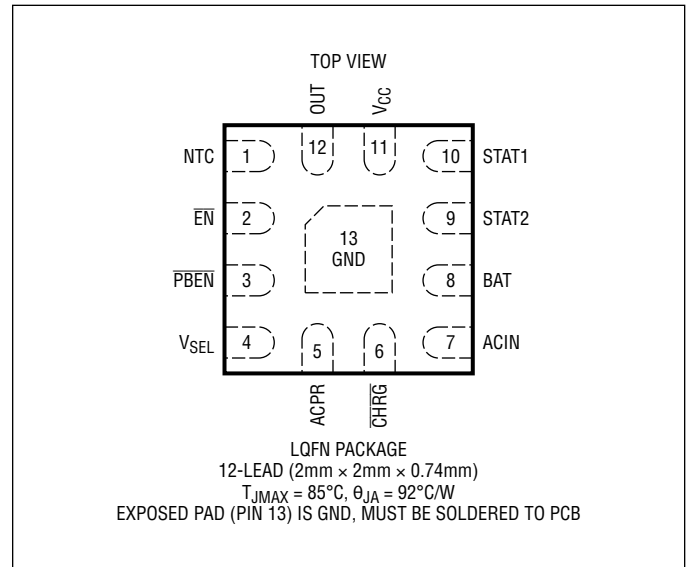 TOP VIEW
OUT
VCC
NTC 1
12
11
10 STAT1
EN 2
9 STAT2
13
GND
PBEN 3
8 BAT
VSEL 4
5
6
7 ACIN
ACPR
CHRG
LQFN PACKAGE
12-LEAD (2mm × 2mm × 0.74mm)
TJMAX = 85°C, θJA = 92°C/W
EXPOSED PAD (PIN 13) IS GND, MUST BE SOLDERED TO PCB